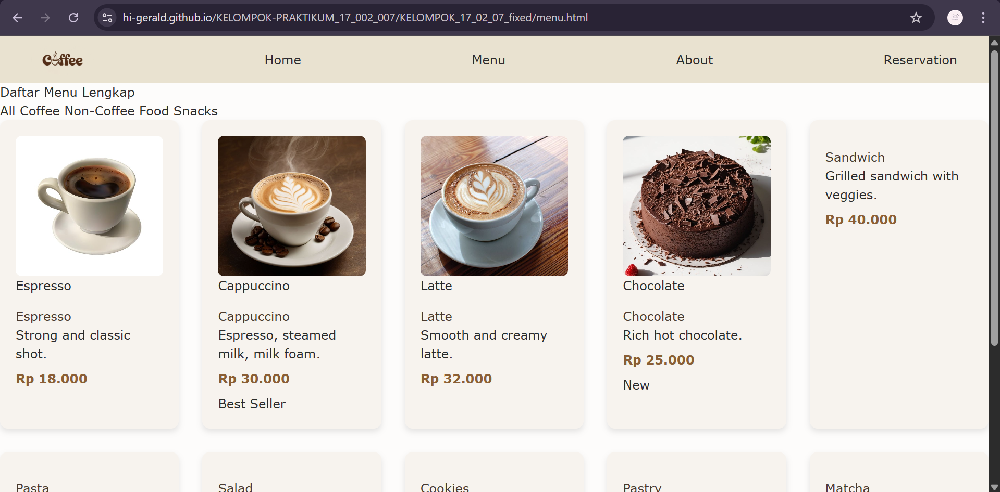 hi-gerald.github.io/KELOMPOK-PRAKTIKUM_17_002_007/KELOMPOK_17_02_07_fixed/menu.html
Coffee Home Menu About Reservation
Daftar Menu Lengkap
All Coffee Non-Coffee Food Snacks
Espresso
Espresso
Strong and classic
shot.
Rp 18.000
Cappuccino
Cappuccino
Espresso, steamed
milk, milk foam.
Rp 30.000
Best Seller
Latte
Latte
Smooth and creamy
latte.
Rp 32.000
Chocolate
Chocolate
Rich hot chocolate.
Rp 25.000
New
Sandwich
Grilled sandwich with
veggies.
Rp 40.000
Pasta
Salad
Cookies
Pastry
Matcha